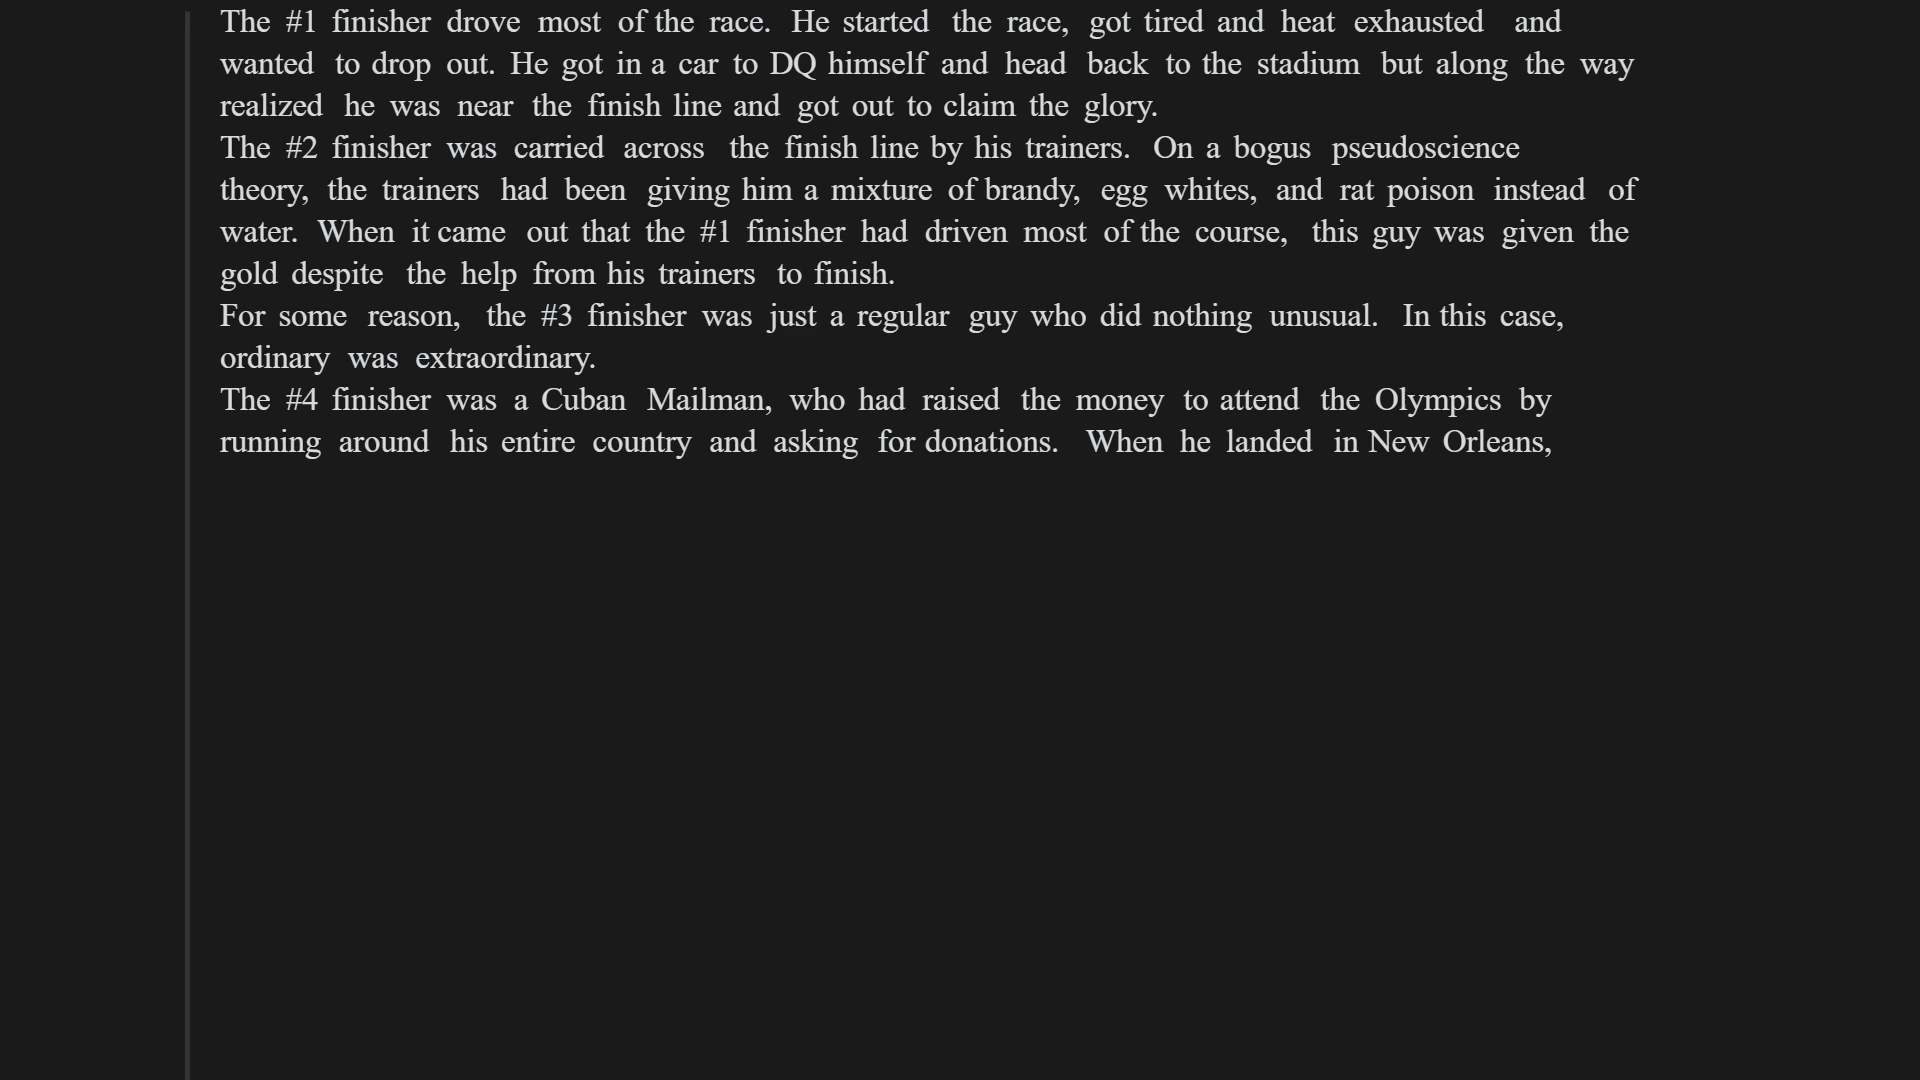 The #1 finisher drove most of the race. He started the race, got tired and heat exhausted and
wanted to drop out. He got in a car to DQ himself and head back to the stadium but along the way
realized he was near the finish line and got out to claim the glory.
The #2 finisher was carried across the finish line by his trainers. On a bogus pseudoscience
theory, the trainers had been giving him a mixture of brandy, egg whites, and rat poison instead of
water. When it came out that the #1 finisher had driven most of the course, this guy was given the
gold despite the help from his trainers to finish.
For some reason, the #3 finisher was just a regular guy who did nothing unusual. In this case,
ordinary was extraordinary.
The #4 finisher was a Cuban Mailman, who had raised the money to attend the Olympics by
running around his entire country and asking for donations. When he landed in New Orleans,